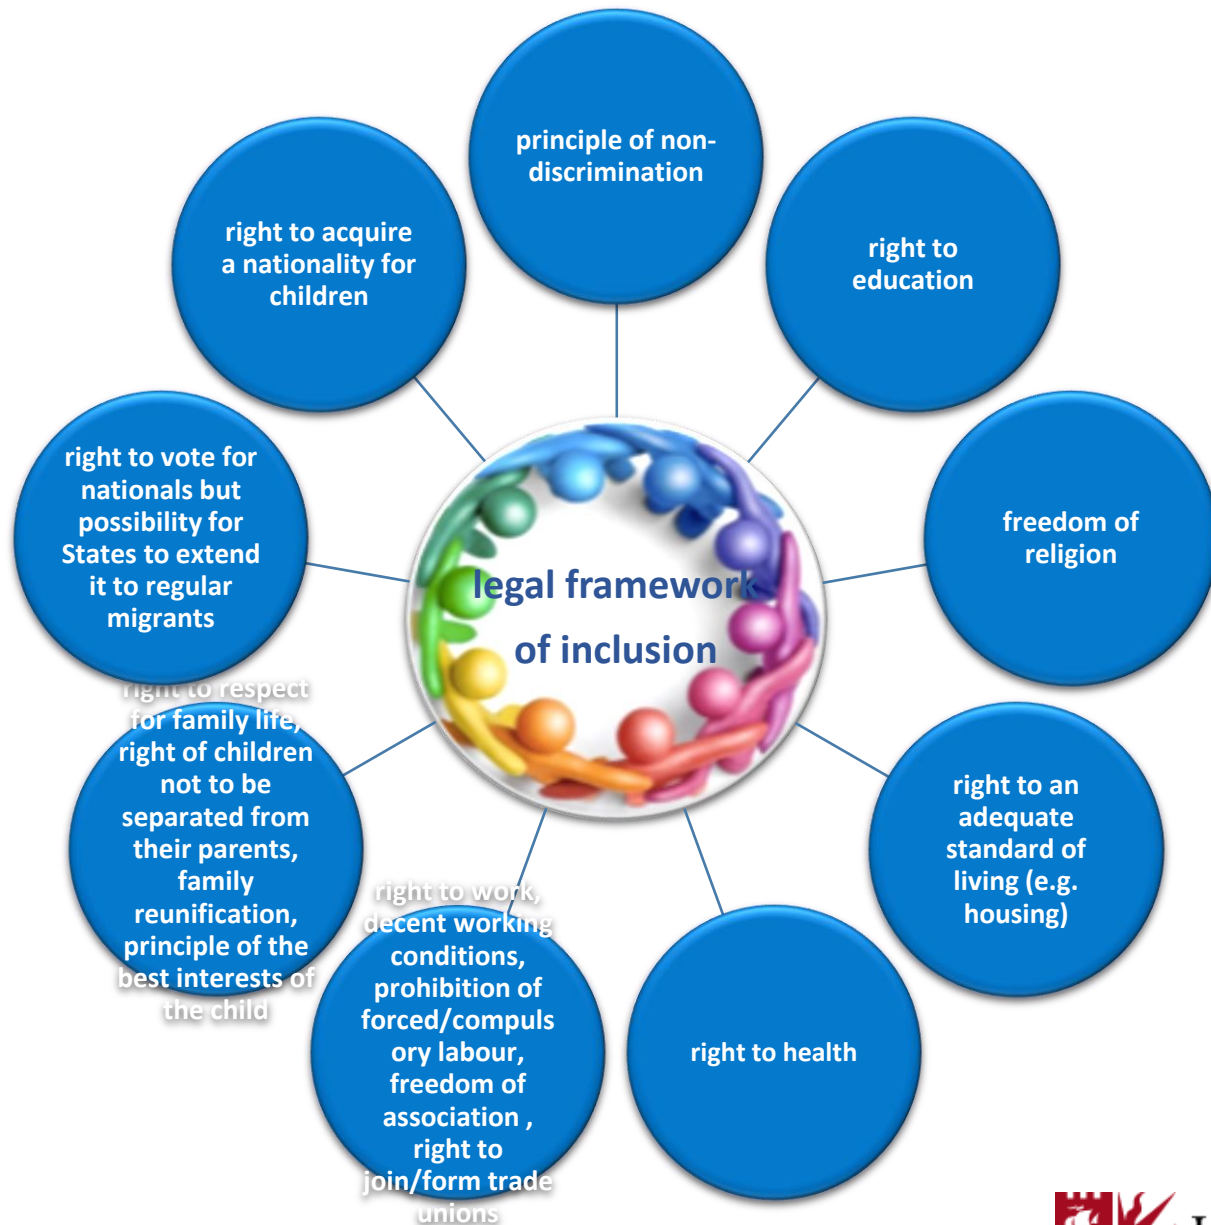 principle of non-
discrimination
right to
education
freedom of
religion
right to an
adequate
standard of
living (e.g.
housing)
right to health
right to work,
decent working
conditions,
prohibition of
forced/compuls
ory labour,
freedom of
association ,
right to
join/form trade
unions
right to respect
for family life,
right of children
not to be
separated from
their parents,
family
reunification,
principle of the
best interests of
the child
right to vote for
nationals but
possibility for
States to extend
it to regular
migrants
right to acquire
a nationality for
children
legal framework
of inclusion